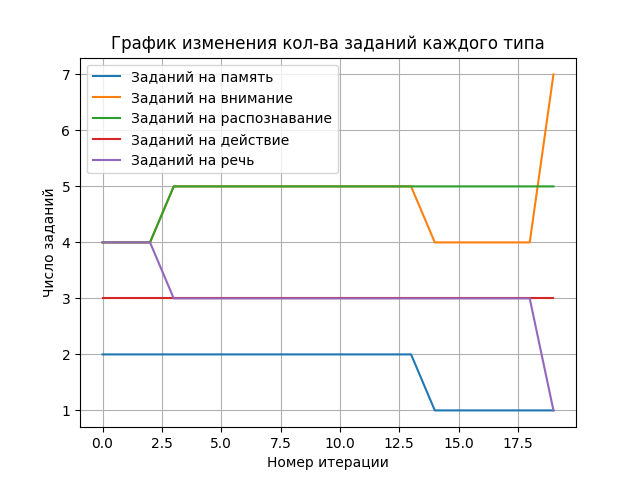 График изменения кол-ва заданий каждого типа
Заданий на память
Заданий на внимание
Заданий на распознавание
Заданий на действие
Заданий на речь
Число заданий
7
6
5
4
3
2
1
0.0 2.5 5.0 7.5 10.0 12.5 15.0 17.5
Номер итерации